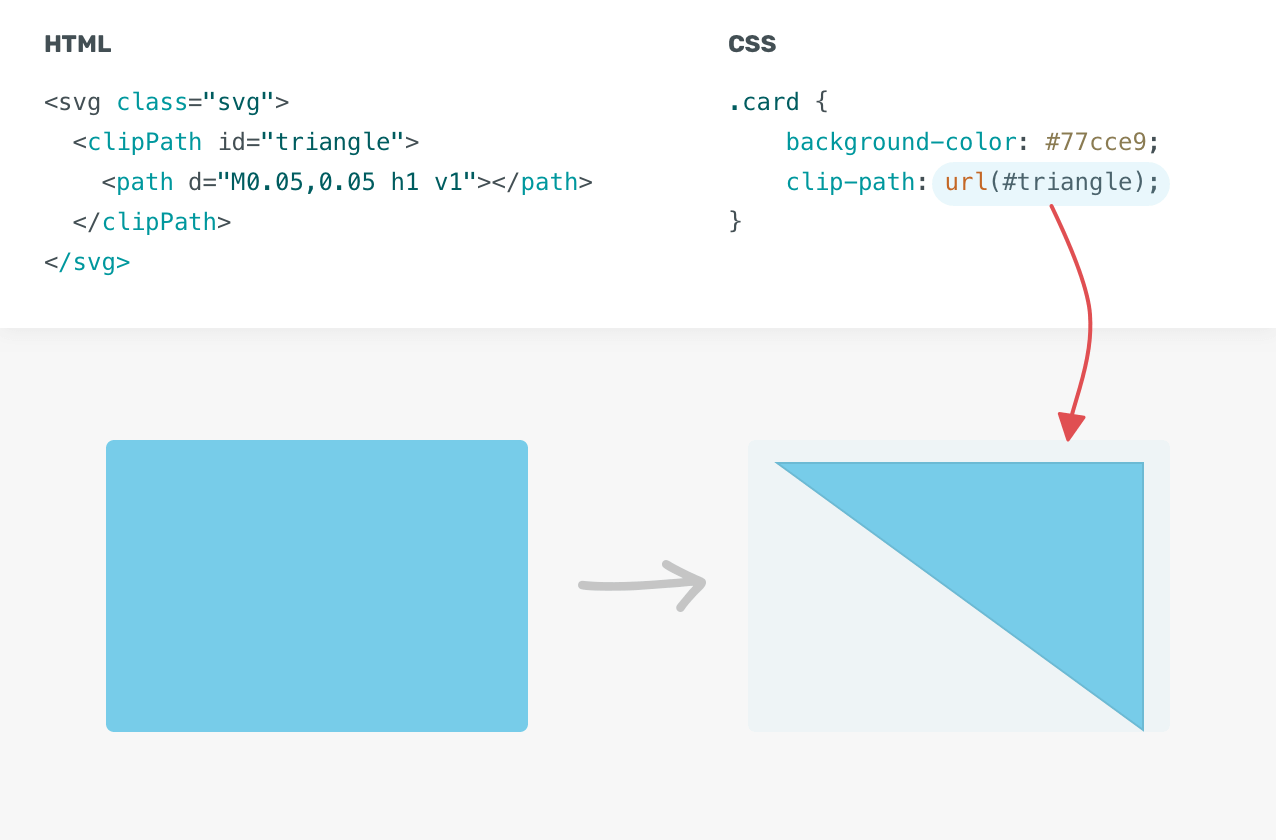 HTML
<svg class="svg">
  <clipPath id="triangle">
    <path d="M0.05,0.05 h1 v1"></path>
  </clipPath>
</svg>
CSS
.card {
    background-color: #77cce9;
    clip-path: url(#triangle);
}